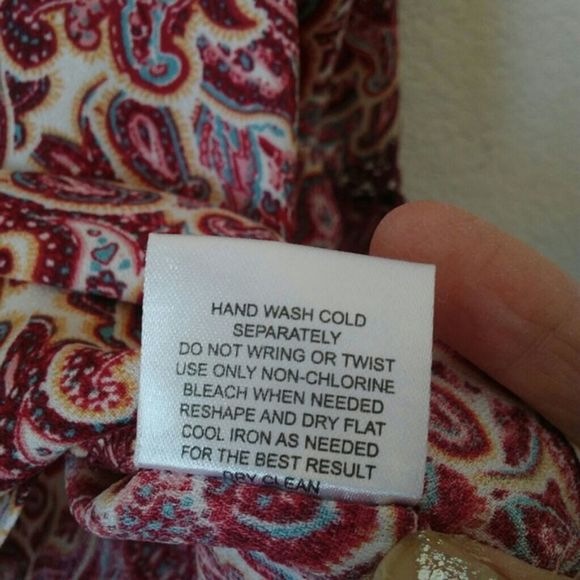 HAND WASH COLD
SEPARATELY
DO NOT WRING OR TWIST
USE ONLY NON-CHLORINE
BLEACH WHEN NEEDED
RESHAPE AND DRY FLAT
COOL IRON AS NEEDED
FOR THE BEST RESULT
DRY CLEAN